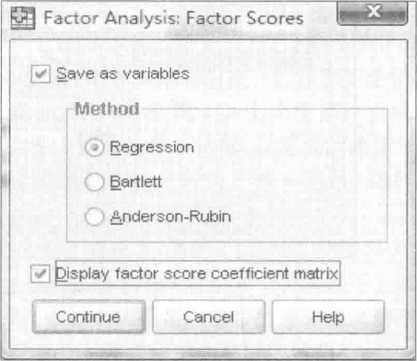 Factor Analysis: Factor Scores
Save as variables
Method
Regression
Bartlett
Anderson-Rubin
Display factor score coefficient matrix
Continue Cancel Help